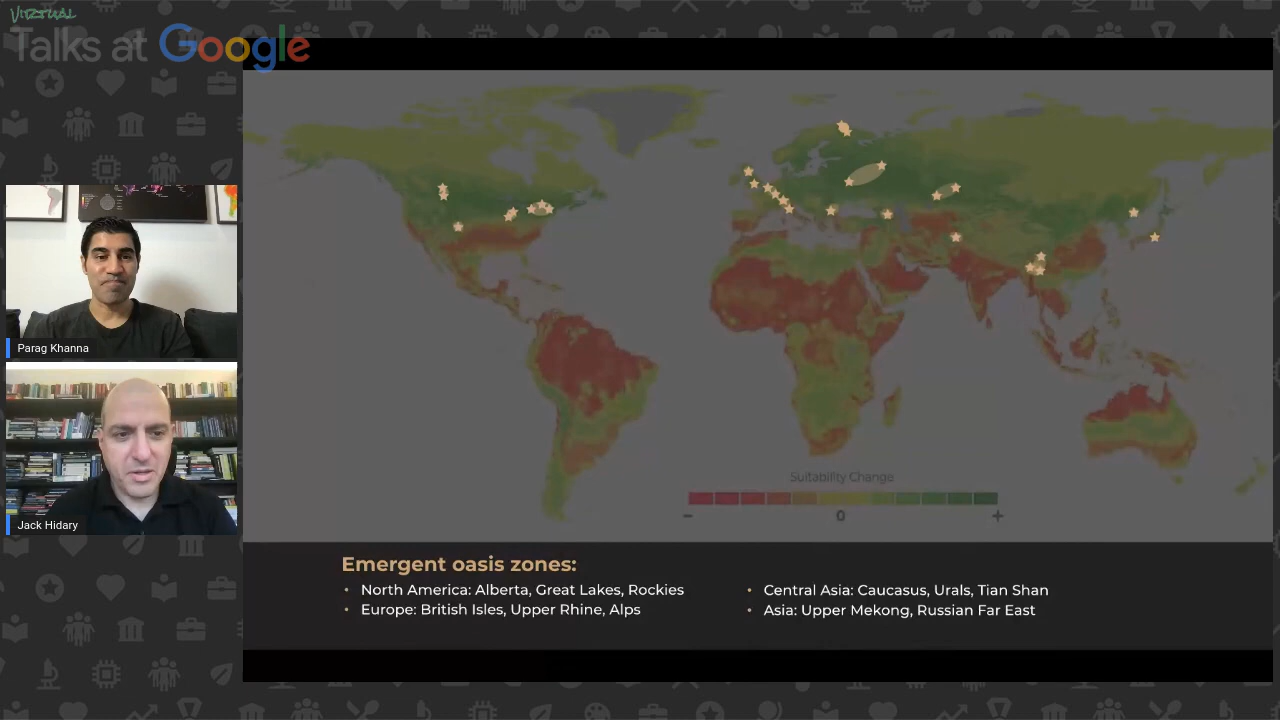 VIRTUAL
Talks at Google
Parag Khanna
Jack Hidary
Suitability Change
− 0 +
Emergent oasis zones:
• North America: Alberta, Great Lakes, Rockies
• Europe: British Isles, Upper Rhine, Alps
• Central Asia: Caucasus, Urals, Tian Shan
• Asia: Upper Mekong, Russian Far East